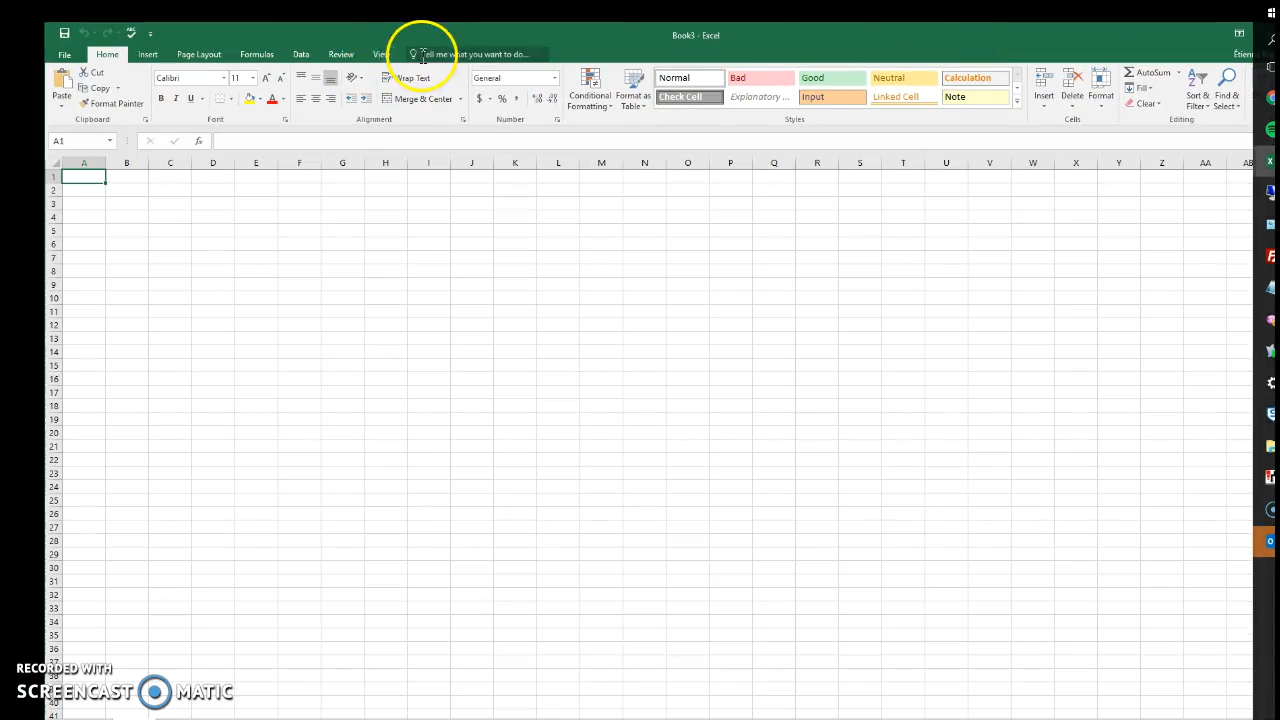 Book3 - Excel
File Home Insert Page Layout Formulas Data Review View Tell me what you want to do...
Paste
Cut
Copy
Format Painter
Clipboard
Calibri 11
B I U
Font
Wrap Text
Merge & Center
Alignment
General
$ % ,
Number
Conditional Formatting
Format as Table
Normal Bad Good Neutral Calculation
Check Cell Explanatory ... Input Linked Cell Note
Styles
Insert Delete Format
Cells
AutoSum
Fill
Clear
Sort & Filter
Find & Select
Editing
A1 fx
A B C D E F G H I J K L M N O P Q R S T U V W X Y Z AA AB
1
2
3
4
5
6
7
8
9
10
11
12
13
14
15
16
17
18
19
20
21
22
23
24
25
26
27
28
29
30
31
32
33
34
35
36
37
38
40
41
RECORDED WITH
SCREENCAST MATIC